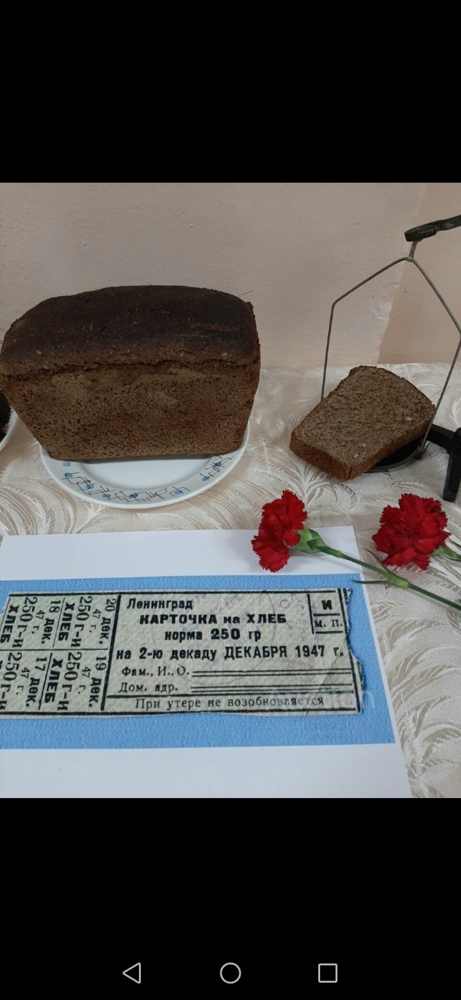 Ленинград
КАРТОЧКА на ХЛЕБ
норма 250 гр
на 2-ю декаду ДЕКАБРЯ 1947 г.
Фам., И., О.
Дом. адр.
При утере не возобновляется
И
М. П.
20 дек.
47 г.
250 г-и
ХЛЕБ
18 дек.
47 г.
250 г-и
ХЛЕБ
19 дек.
47 г.
250 г-и
ХЛЕБ
17 дек.
47 г.
250 г-и